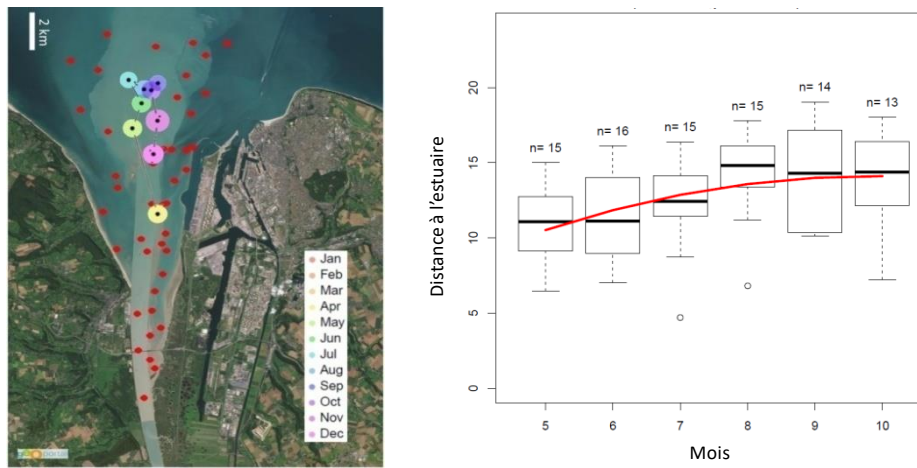 2 km
Jan
Feb
Mar
Apr
May
Jun
Jul
Aug
Sep
Oct
Nov
Dec
Distance à l’estuaire
20
15
10
5
0
n= 15
n= 16
n= 15
n= 15
n= 14
n= 13
5
6
7
8
9
10
Mois